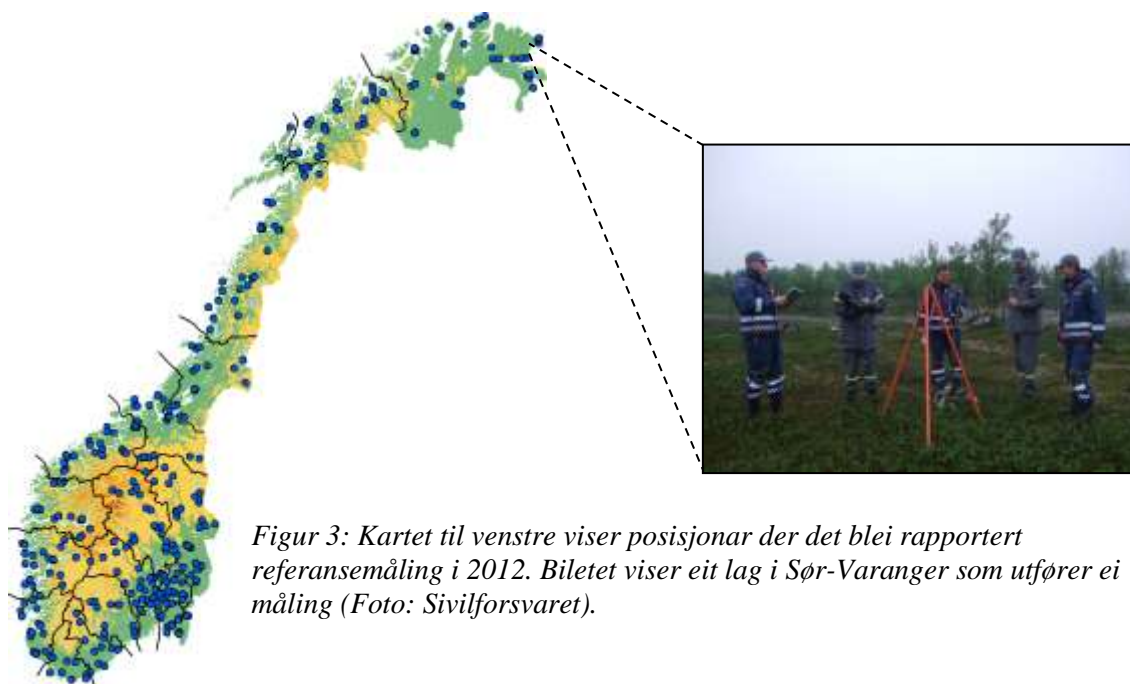 Figur 3: Kartet til venstre viser posisjonar der det blei rapportert
referansemåling i 2012. Biletet viser eit lag i Sør-Varanger som utfører ei
måling (Foto: Sivilforsvaret).